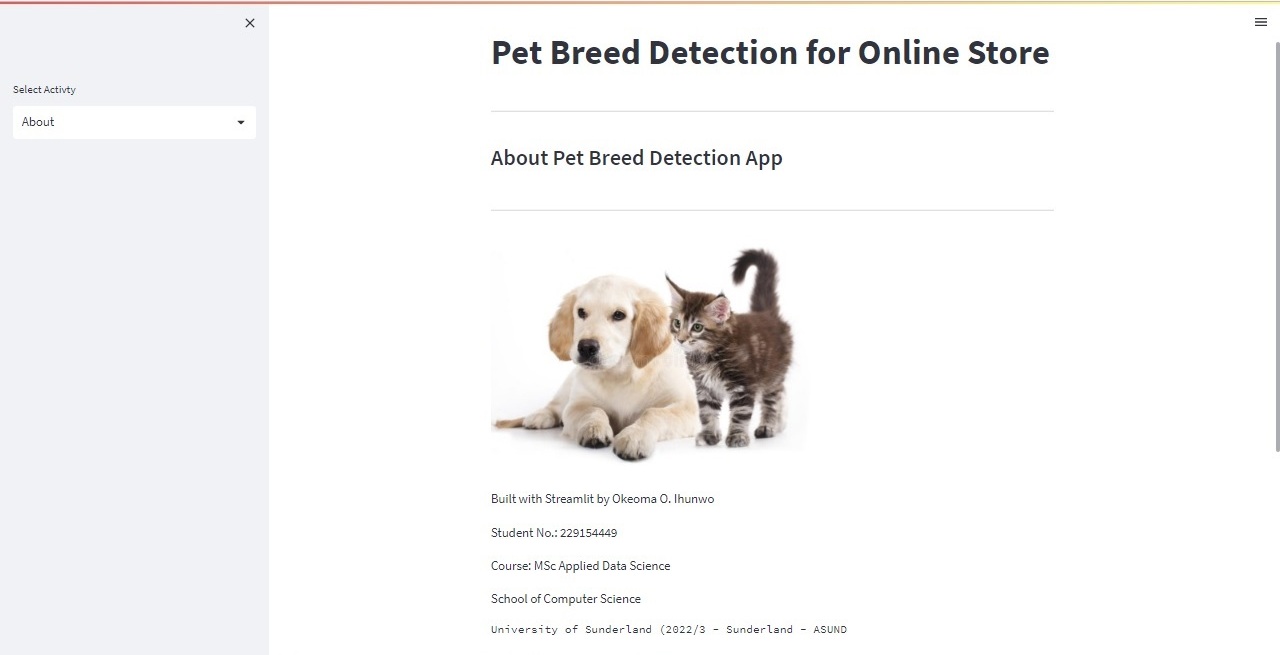 Select Activty
About
Pet Breed Detection for Online Store
About Pet Breed Detection App
Built with Streamlit by Okeoma O. Ihunwo
Student No.: 229154449
Course: MSc Applied Data Science
School of Computer Science
University of Sunderland (2022/3 - Sunderland - ASUND